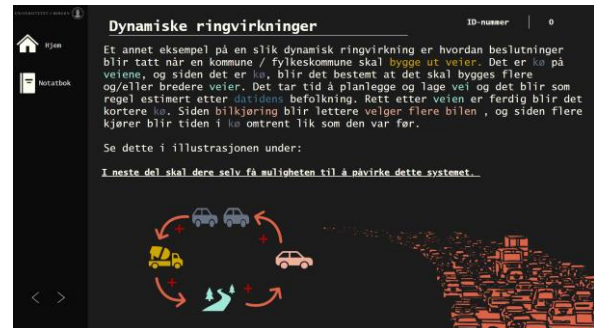 UNIVERSITETET I BERGEN
Hjem
Notatbok
Dynamiske ringvirkninger
ID-nummer | 0
Et annet eksempel på en slik dynamisk ringvirkning er hvordan beslutninger
blir tatt når en kommune / fylkeskommune skal bygge ut veier. Det er kø på
veiene, og siden det er kø, blir det bestemt at det skal bygges flere
og/eller bredere veier. Det tar tid å planlegge og lage vei og det blir som
regel estimert etter datidens befolkning. Rett etter veien er ferdig blir det
kortere kø. Siden bilkjøring blir lettere velger flere bilen , og siden flere
kjører blir tiden i kø omtrent lik som den var før.
Se dette i illustrasjonen under:
I neste del skal dere selv få muligheten til å påvirke dette systemet.
+
+
+
+